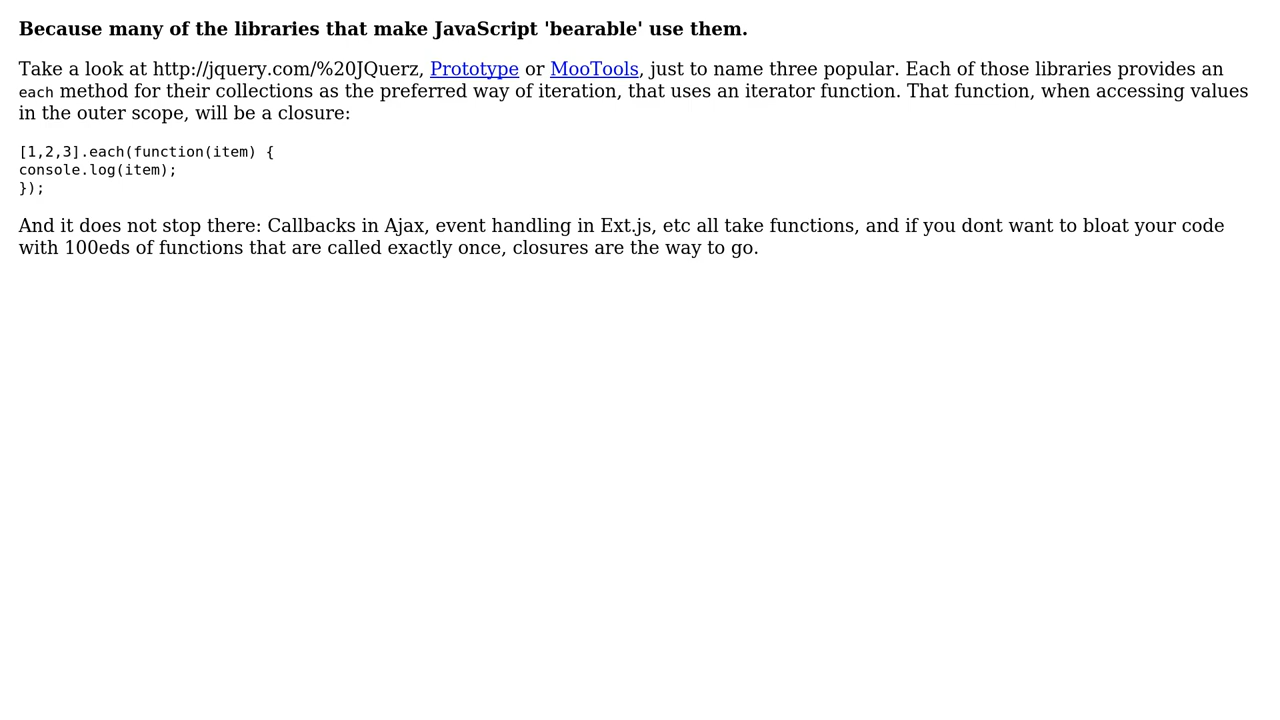 Because many of the libraries that make JavaScript 'bearable' use them.
Take a look at http://jquery.com/%20JQuerz, Prototype or MooTools, just to name three popular. Each of those libraries provides an
each method for their collections as the preferred way of iteration, that uses an iterator function. That function, when accessing values
in the outer scope, will be a closure:
[1,2,3].each(function(item) {
console.log(item);
});
And it does not stop there: Callbacks in Ajax, event handling in Ext.js, etc all take functions, and if you dont want to bloat your code
with 100eds of functions that are called exactly once, closures are the way to go.